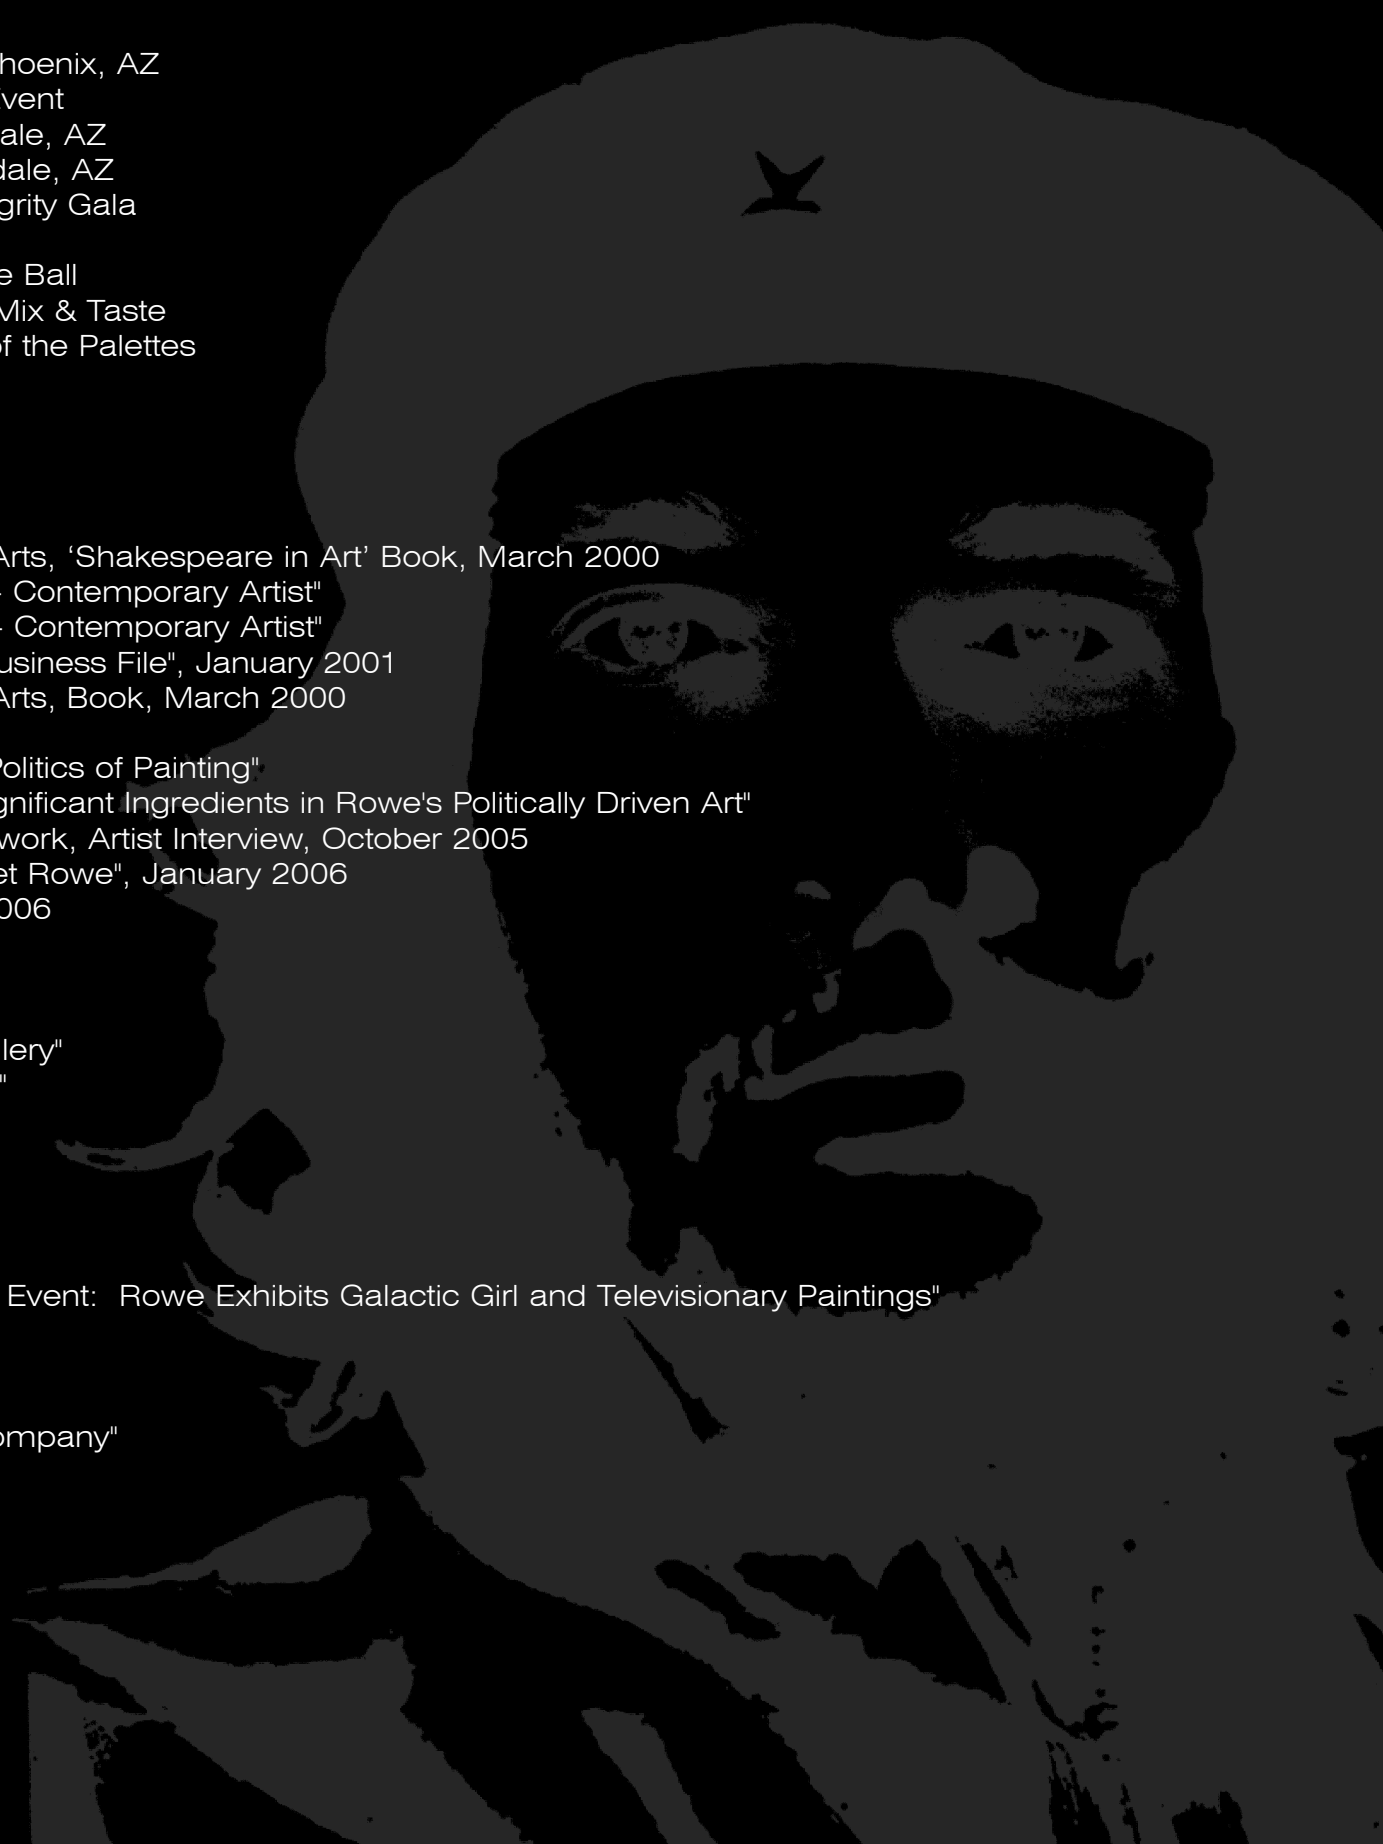 hoenix, AZ
vent
ale, AZ
dale, AZ
grity Gala
e Ball
Mix & Taste
of the Palettes
Arts, ‘Shakespeare in Art’ Book, March 2000
- Contemporary Artist"
- Contemporary Artist"
usiness File", January 2001
Arts, Book, March 2000
Politics of Painting"
gnificant Ingredients in Rowe's Politically Driven Art"
work, Artist Interview, October 2005
et Rowe", January 2006
006
lery"
"
Event:  Rowe Exhibits Galactic Girl and Televisionary Paintings"
ompany"